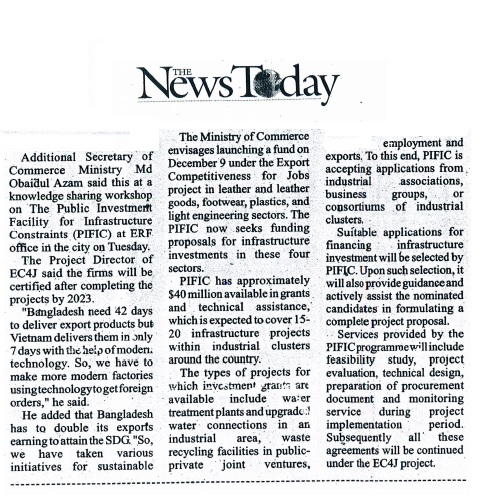 THE
News Today
Additional Secretary of
Commerce Ministry Md
Obaidul Azam said this at a
knowledge sharing workshop
on The Public Investment
Facility for Infrastructure
Constraints (PIFIC) at ERF
office in the city on Tuesday.
The Project Director of
EC4J said the firms will be
certified after completing the
projects by 2023.
"Bangladesh need 42 days
to deliver export products but
Vietnam delivers them in only
7 days with the help of modern
technology. So, we have to
make more modern factories
using technology to get foreign
orders," he said.
He added that Bangladesh
has to double its exports
earning to attain the SDG. "So,
we have taken various
initiatives for sustainable
The Ministry of Commerce
envisages launching a fund on
December 9 under the Export
Competitiveness for Jobs
project in leather and leather
goods, footwear, plastics, and
light engineering sectors. The
PIFIC now seeks funding
proposals for infrastructure
investments in these four
sectors.
PIFIC has approximately
$40 million available in grants
and technical assistance,
which is expected to cover 15-
20 infrastructure projects
within industrial clusters
around the country.
The types of projects for
which investment grants are
available include water
treatment plants and upgraded
water connections in an
industrial area, waste
recycling facilities in public-
private joint ventures,
employment and
exports. To this end, PIFIC is
accepting applications from
industrial associations,
business groups, or
consortiums of industrial
clusters.
Suitable applications for
financing infrastructure
investment will be selected by
PIFIC. Upon such selection, it
will also provide guidance and
actively assist the nominated
candidates in formulating a
complete project proposal.
Services provided by the
PIFIC programme will include
feasibility study, project
evaluation, technical design,
preparation of procurement
document and monitoring
service during project
implementation period.
Subsequently all these
agreements will be continued
under the EC4J project.